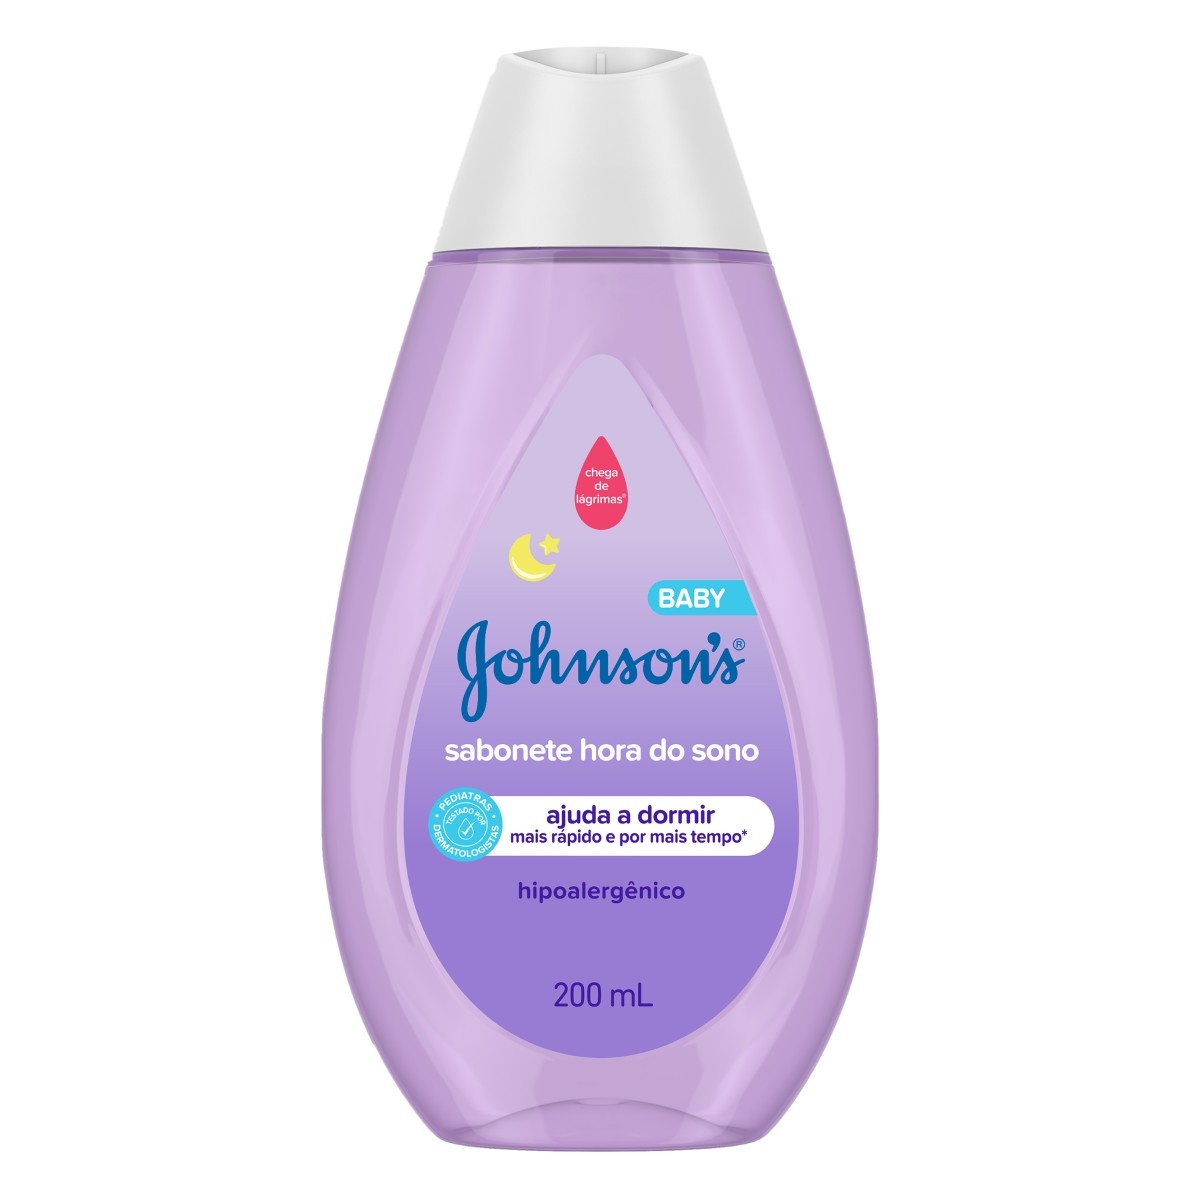 chega
de
lágrimas®
BABY
Johnson's®
sabonete hora do sono
PEDIATRAS
TESTADO POR
DERMATOLOGISTAS
ajuda a dormir
mais rápido e por mais tempo*
hipoalergênico
200 mL